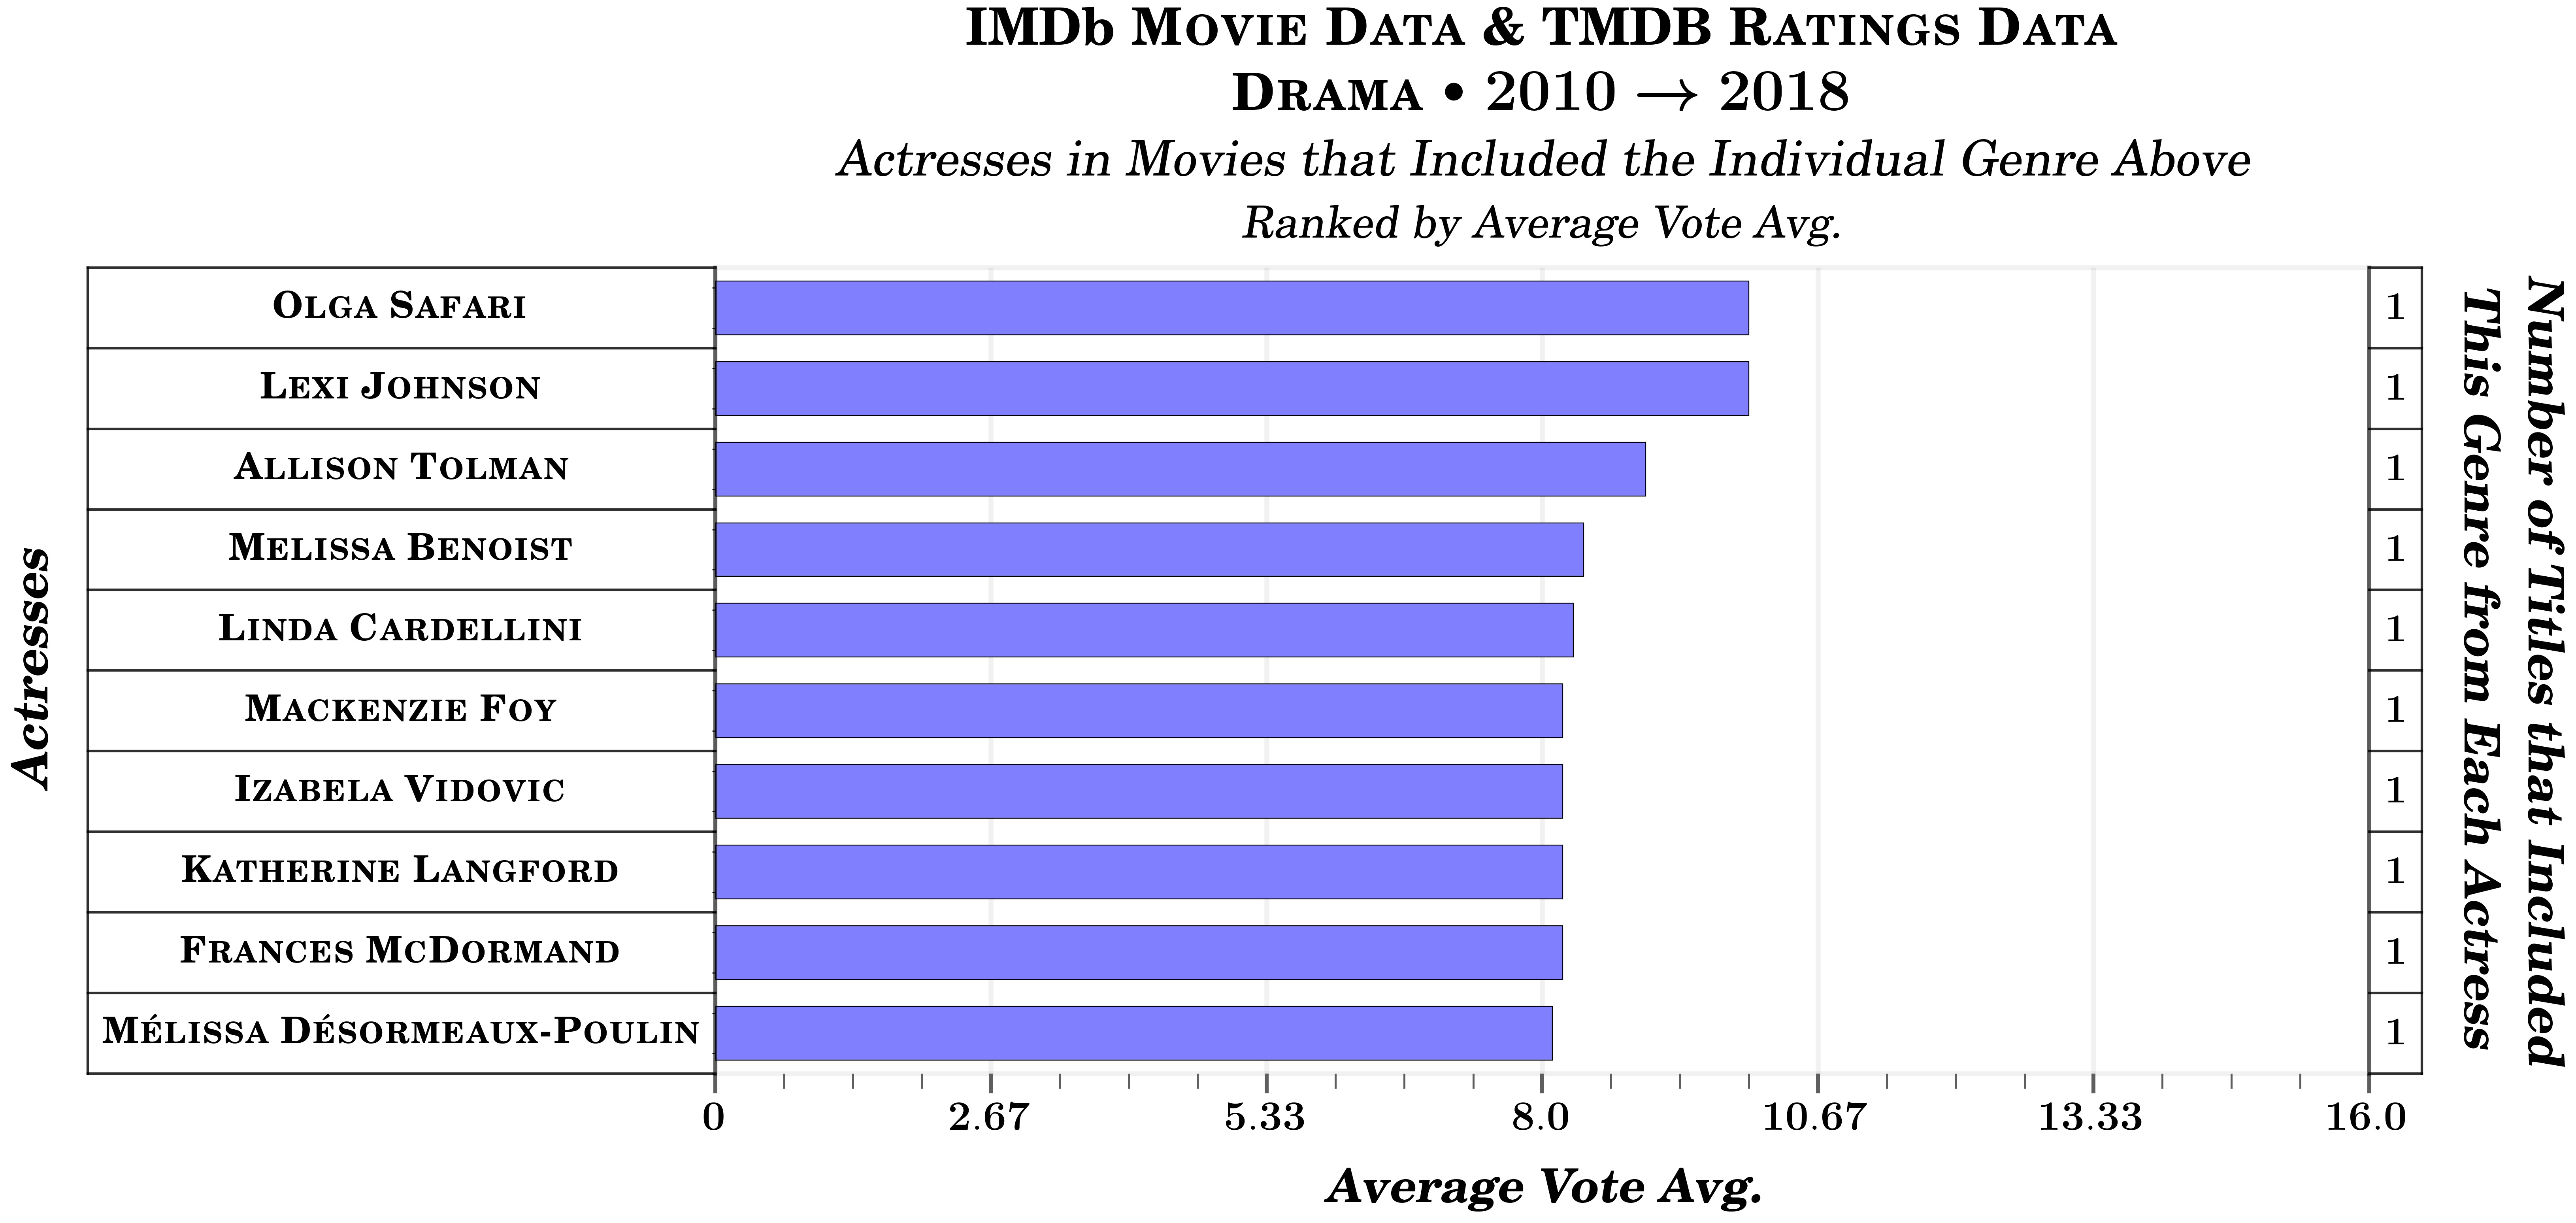 IMDb Movie Data & TMDB Ratings Data
Drama • 2010 → 2018
Actresses in Movies that Included the Individual Genre Above
Ranked by Average Vote Avg.
Actresses
Olga Safari 1
Lexi Johnson 1
Allison Tolman 1
Melissa Benoist 1
Linda Cardellini 1
Mackenzie Foy 1
Izabela Vidovic 1
Katherine Langford 1
Frances McDormand 1
Mélissa Désormeaux-Poulin 1
Number of Titles that Included
This Genre from Each Actress
0 2.67 5.33 8.0 10.67 13.33 16.0
Average Vote Avg.